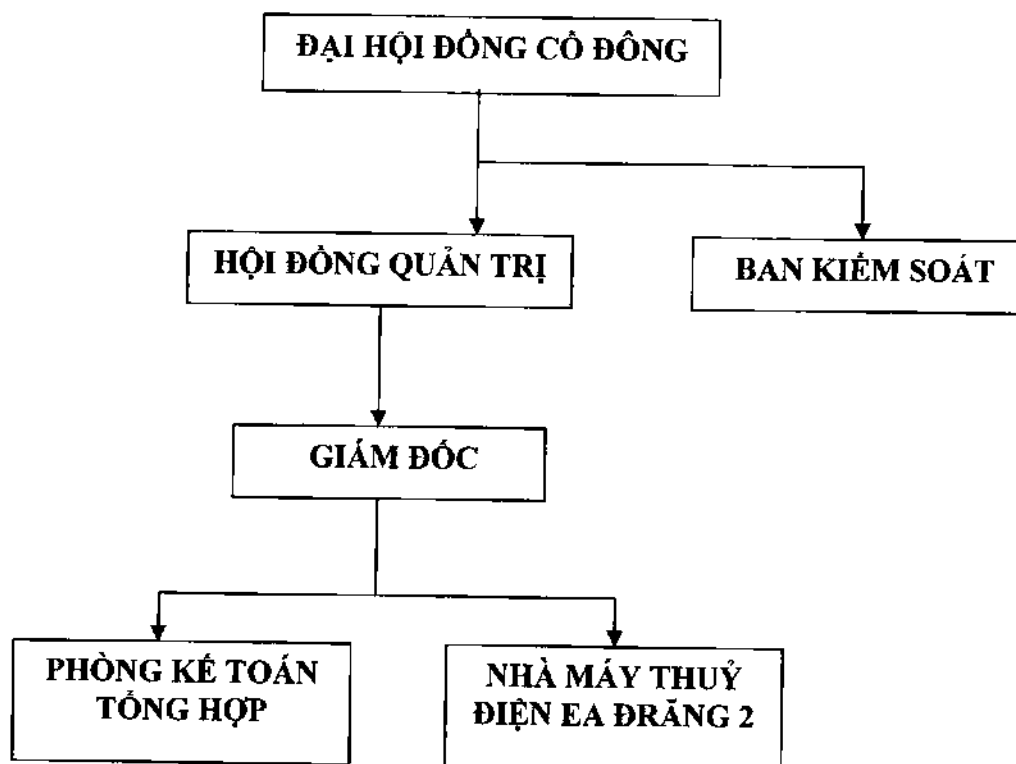 ĐẠI HỘI ĐỒNG CỔ ĐÔNG
HỘI ĐỒNG QUẢN TRỊ
BAN KIỂM SOÁT
GIÁM ĐỐC
PHÒNG KẾ TOÁN
TỔNG HỢP
NHÀ MÁY THUỶ
ĐIỆN EA ĐRĂNG 2